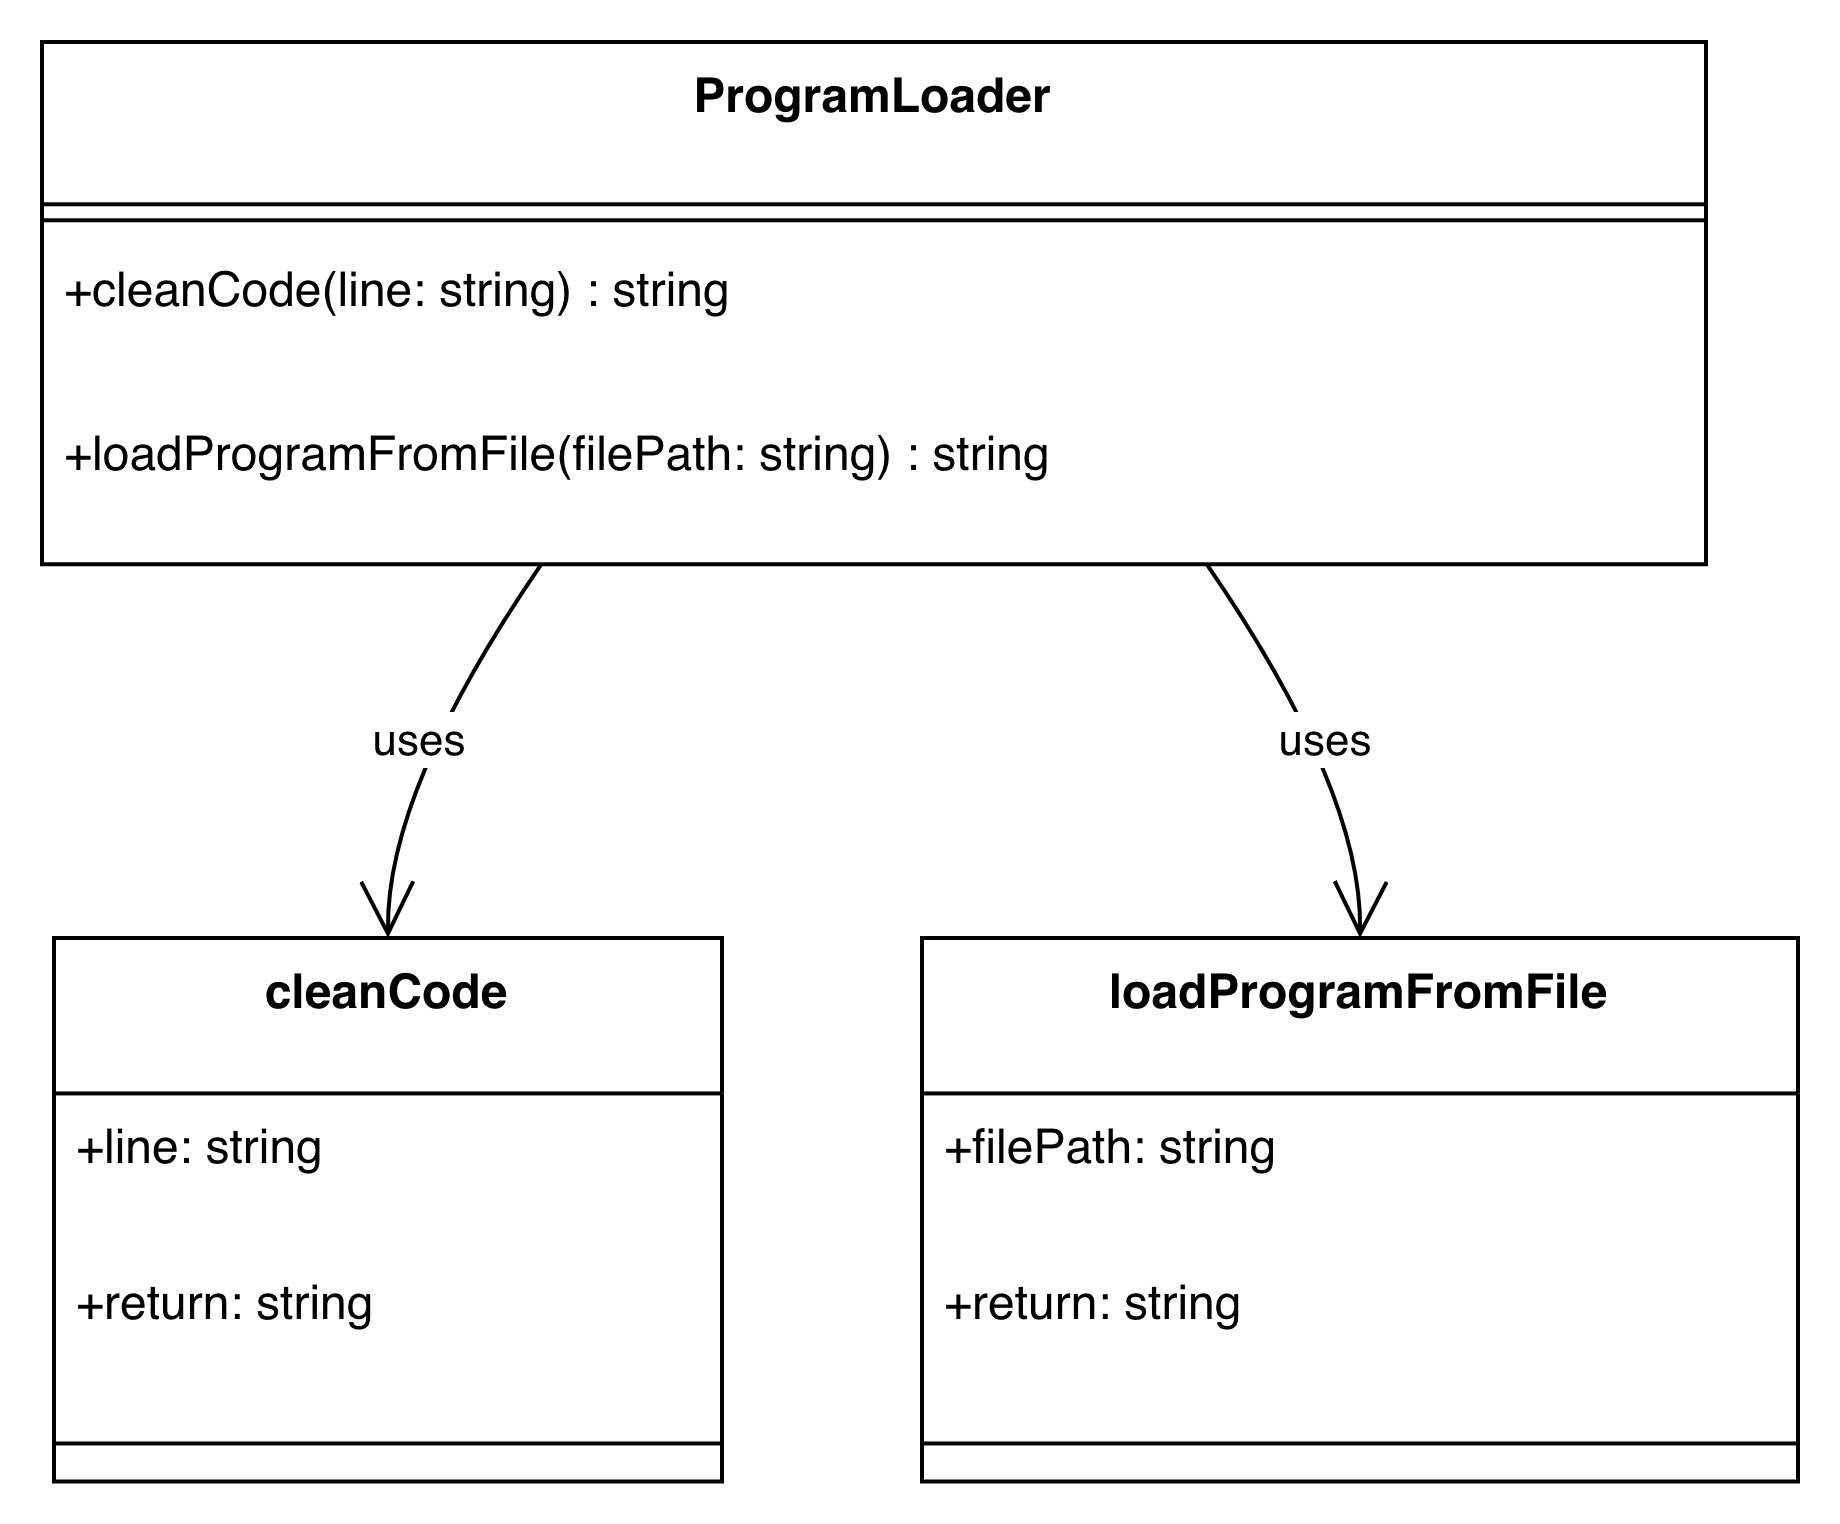 ProgramLoader
+cleanCode(line: string) : string
+loadProgramFromFile(filePath: string) : string
uses
uses
cleanCode
+line: string
+return: string
loadProgramFromFile
+filePath: string
+return: string